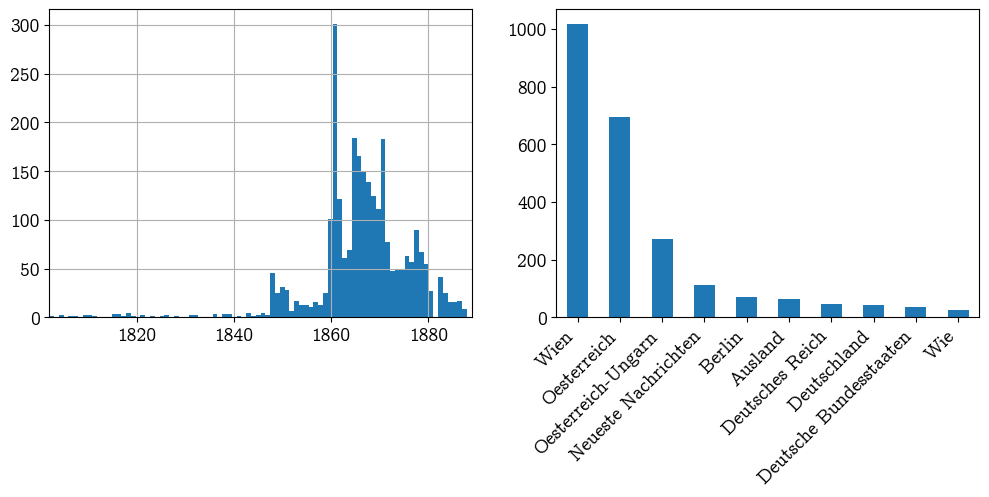 300
250
200
150
100
50
0
1820
1840
1860
1880
1000
800
600
400
200
0
Wien
Oesterreich
Oesterreich-Ungarn
Neueste Nachrichten
Berlin
Ausland
Deutsches Reich
Deutschland
Deutsche Bundesstaaten
Wie